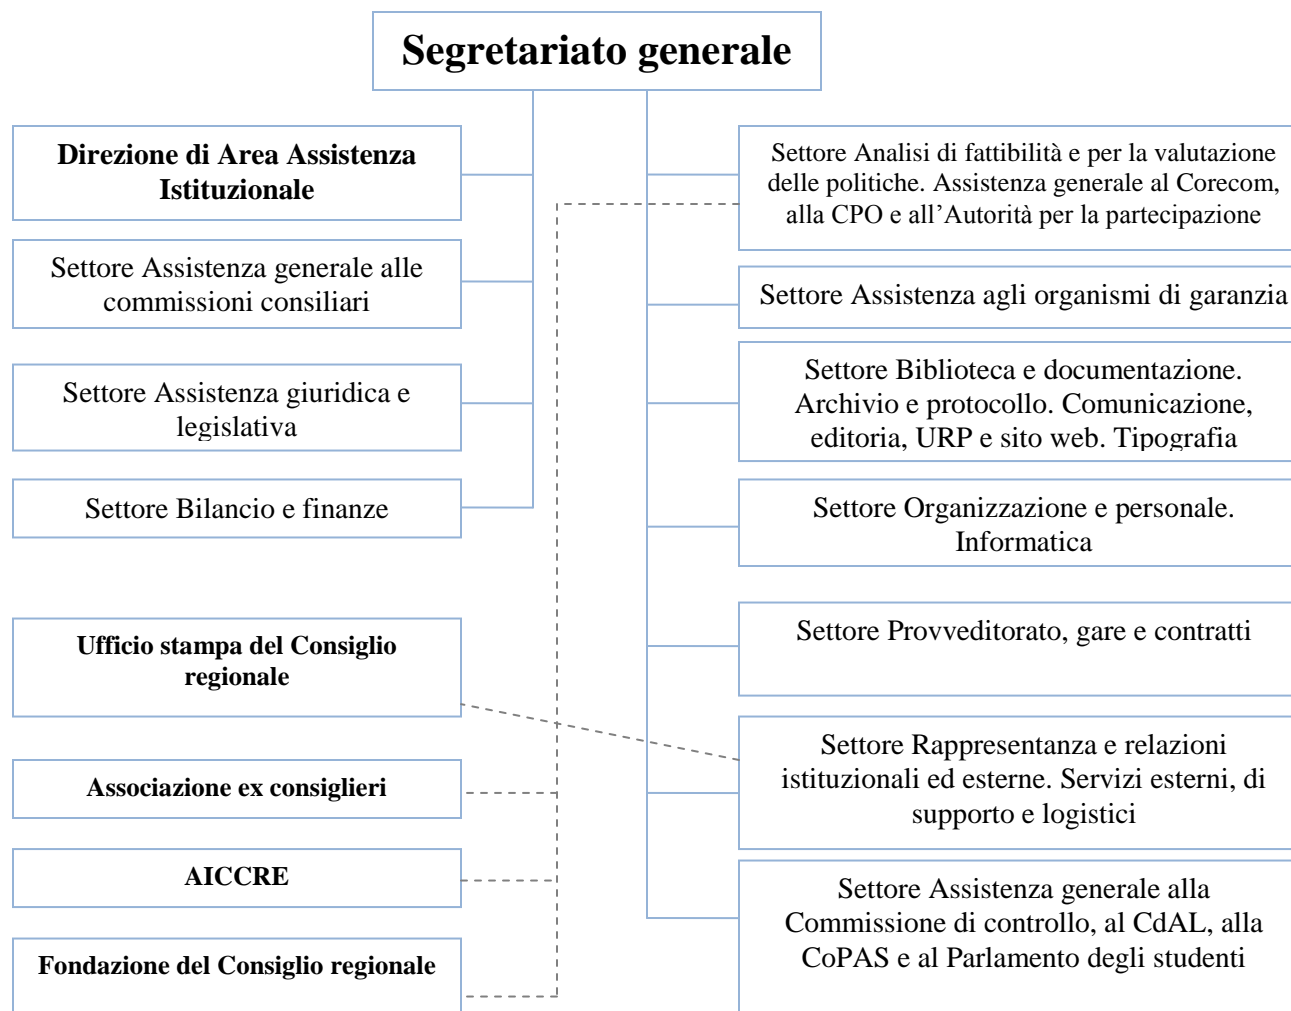 Segretariato generale
Direzione di Area Assistenza
Istituzionale
Settore Assistenza generale alle
commissioni consiliari
Settore Assistenza giuridica e
legislativa
Settore Bilancio e finanze
Ufficio stampa del Consiglio
regionale
Associazione ex consiglieri
AICCRE
Fondazione del Consiglio regionale
Settore Analisi di fattibilità e per la valutazione
delle politiche. Assistenza generale al Corecom,
alla CPO e all’Autorità per la partecipazione
Settore Assistenza agli organismi di garanzia
Settore Biblioteca e documentazione.
Archivio e protocollo. Comunicazione,
editoria, URP e sito web. Tipografia
Settore Organizzazione e personale.
Informatica
Settore Provveditorato, gare e contratti
Settore Rappresentanza e relazioni
istituzionali ed esterne. Servizi esterni, di
supporto e logistici
Settore Assistenza generale alla
Commissione di controllo, al CdAL, alla
CoPAS e al Parlamento degli studenti